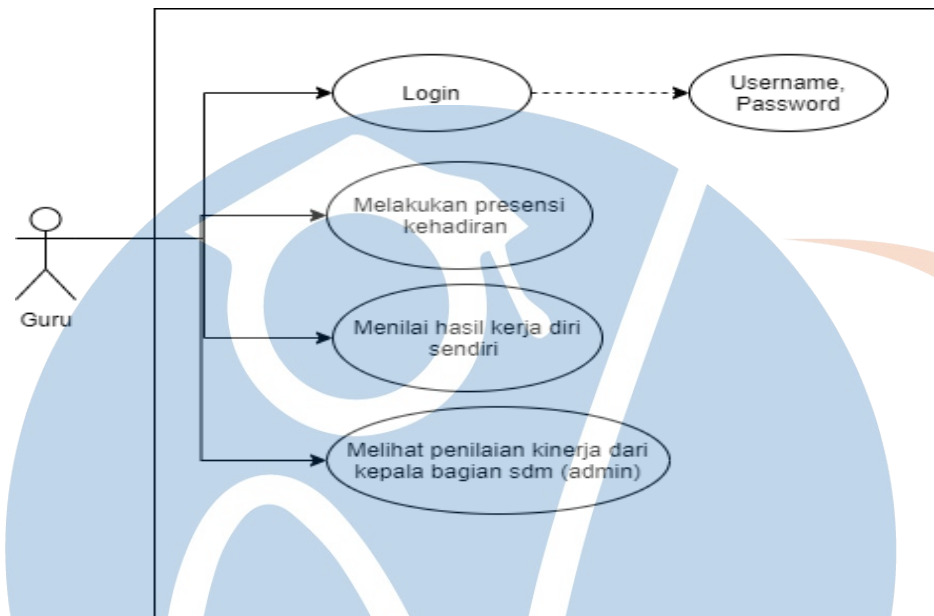 Login
Username,
Password
Melakukan presensi
kehadiran
Guru
Menilai hasil kerja diri
sendiri
Melihat penilaian kinerja dari
kepala bagian sdm (admin)